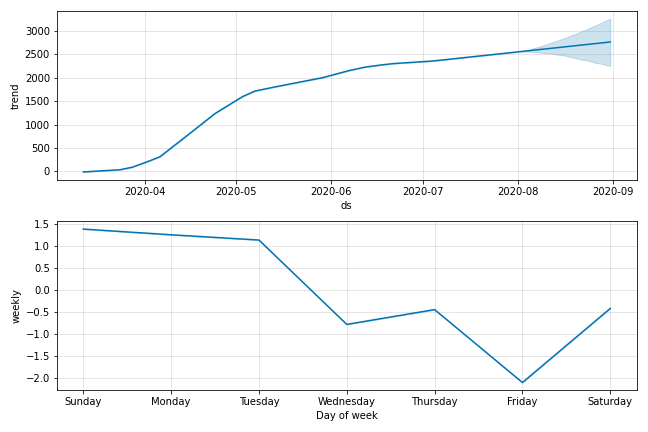 3000
2500
2000
1500
1000
500
0
trend
2020-04 2020-05 2020-06 2020-07 2020-08 2020-09
ds
1.5
1.0
0.5
0.0
−0.5
−1.0
−1.5
−2.0
weekly
Sunday Monday Tuesday Wednesday Thursday Friday Saturday
Day of week